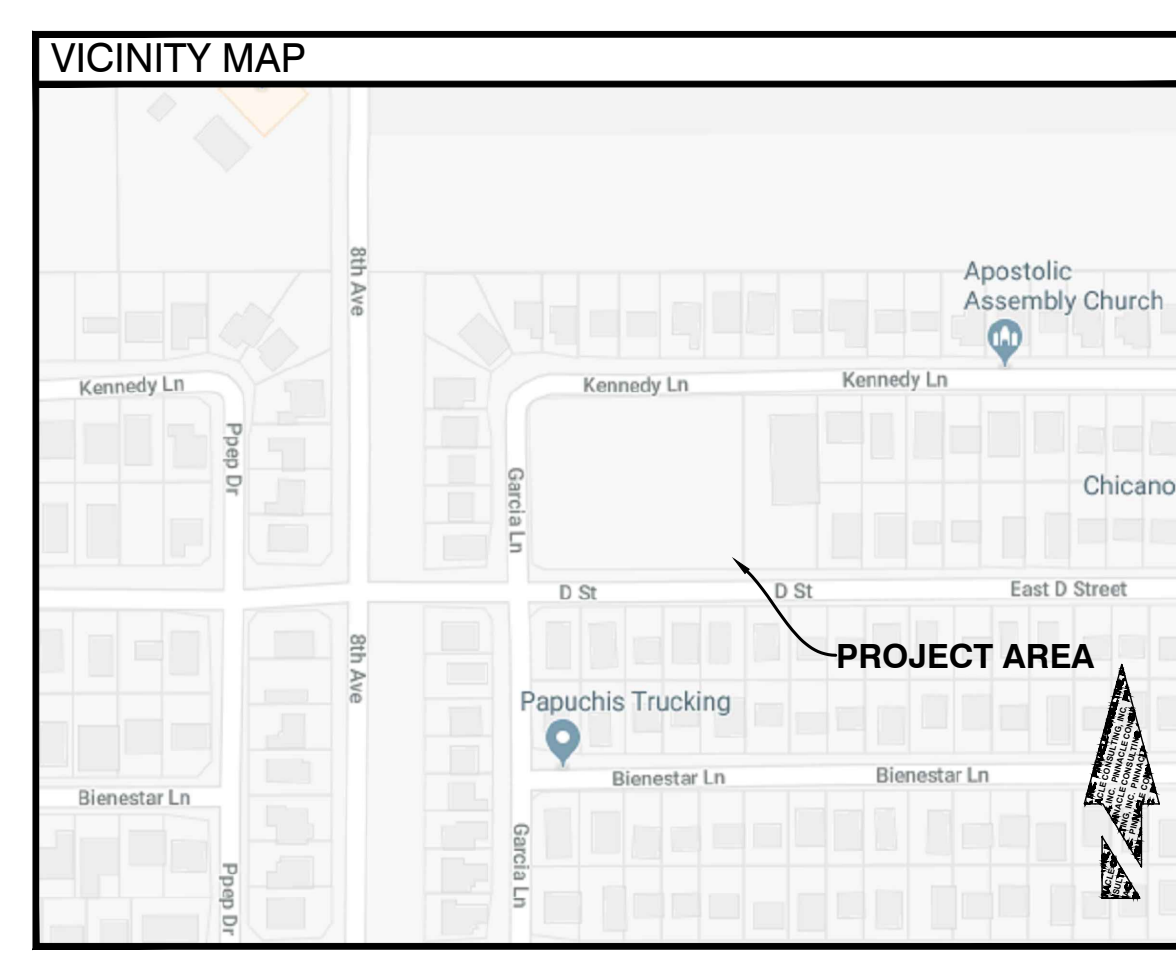 VICINITY MAP
8th Ave
Apostolic
Assembly Church
Kennedy Ln
Kennedy Ln
Kennedy Ln
Ppep Dr
Garcia Ln
Chicano
D St
D St
East D Street
8th Ave
PROJECT AREA
Papuchis Trucking
Bienestar Ln
Bienestar Ln
Bienestar Ln
Garcia Ln
Ppep Dr